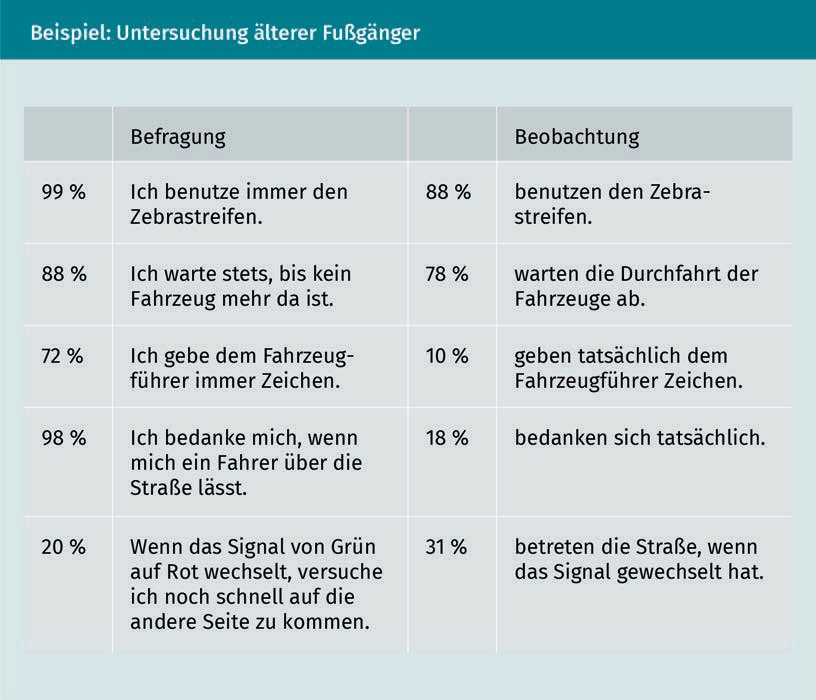 Beispiel: Untersuchung älterer Fußgänger
Befragung
Beobachtung
99 %
Ich benutze immer den
Zebrastreifen.
88 %
benutzen den Zebra-
streifen.
88 %
Ich warte stets, bis kein
Fahrzeug mehr da ist.
78 %
warten die Durchfahrt der
Fahrzeuge ab.
72 %
Ich gebe dem Fahrzeug-
führer immer Zeichen.
10 %
geben tatsächlich dem
Fahrzeugführer Zeichen.
98 %
Ich bedanke mich, wenn
mich ein Fahrer über die
Straße lässt.
18 %
bedanken sich tatsächlich.
20 %
Wenn das Signal von Grün
auf Rot wechselt, versuche
ich noch schnell auf die
andere Seite zu kommen.
31 %
betreten die Straße, wenn
das Signal gewechselt hat.